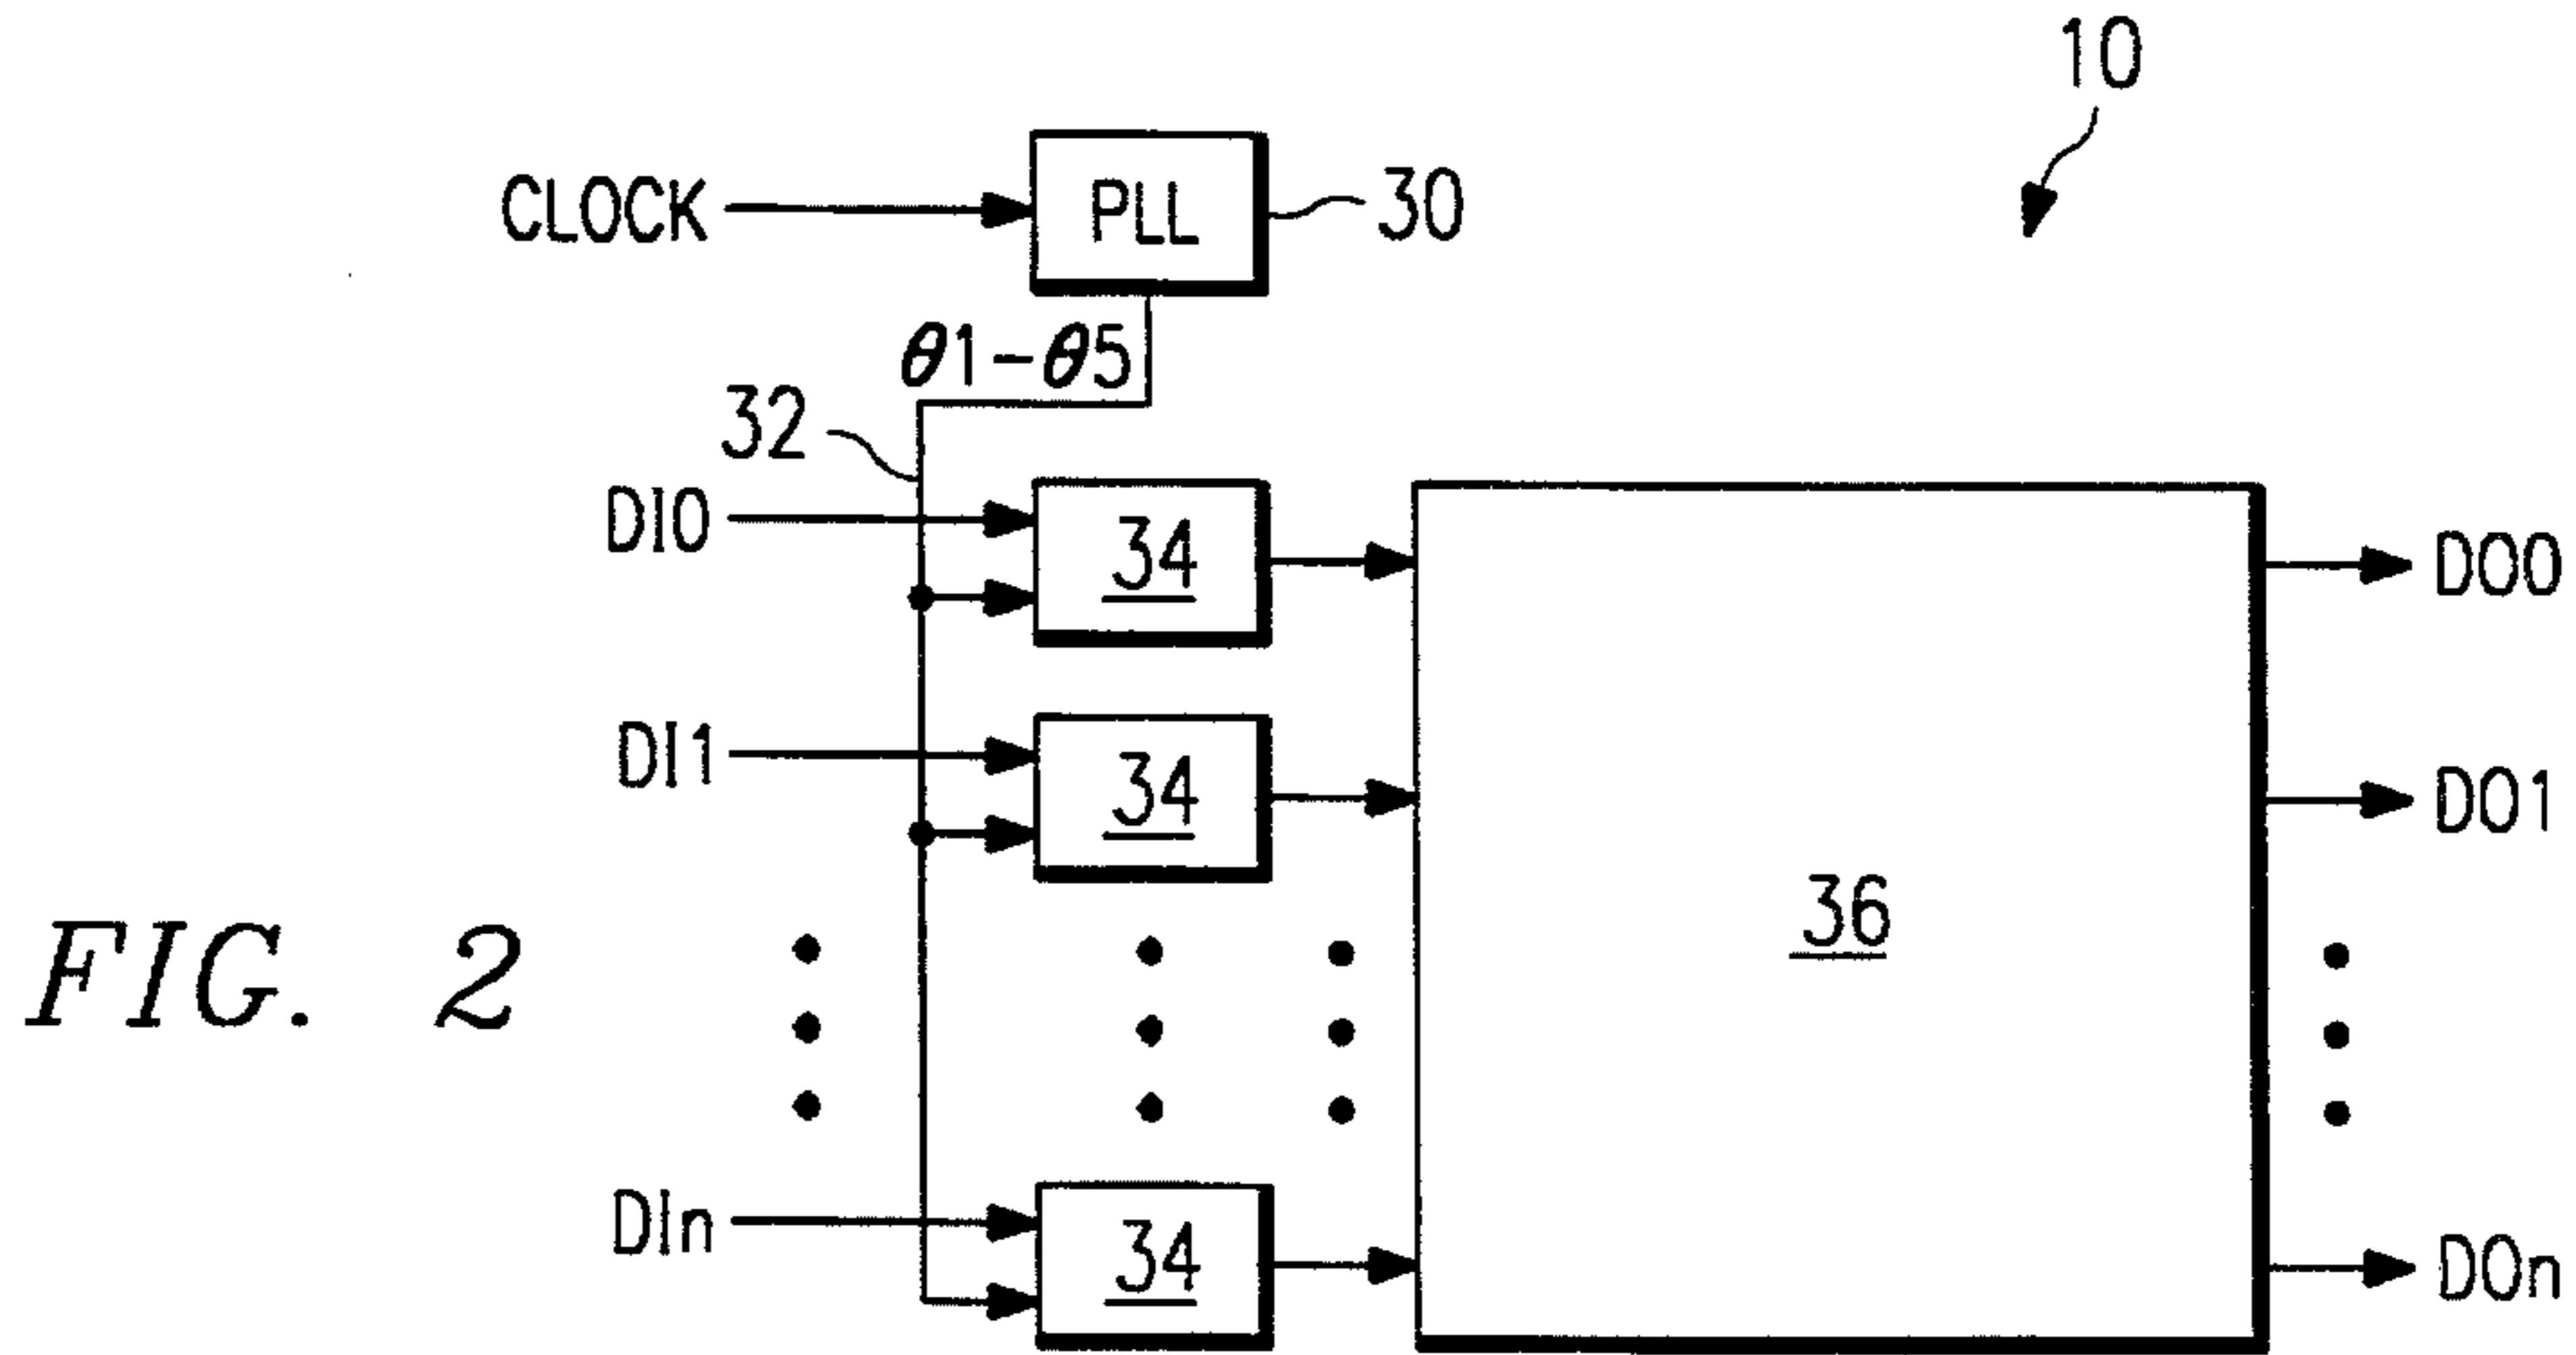 10
CLOCK
PLL
30
θ1-θ5
32
DI0
34
DO0
DI1
34
DO1
36
FIG. 2
DIn
34
DOn